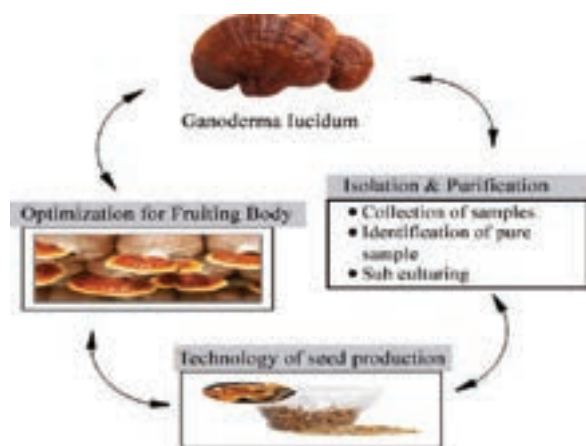 Ganoderma lucidum
Isolation & Purification
• Collection of samples.
• Identification of pure
sample
• Sub culturing
Optimization for Fruiting Body
Technology of seed production